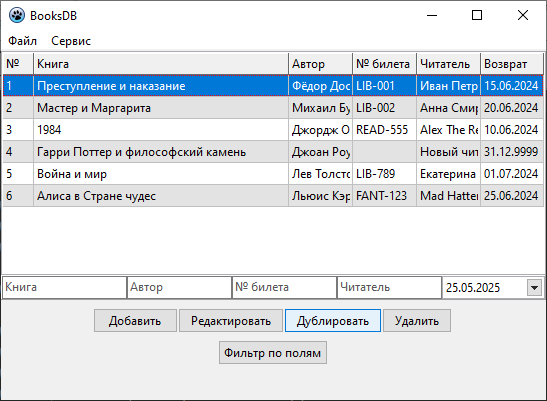 BooksDB
Файл Сервис
№ Книга Автор № билета Читатель Возврат
1 Преступление и наказание Фёдор Дос LIB-001 Иван Петр 15.06.2024
2 Мастер и Маргарита Михаил Бу LIB-002 Анна Смир 20.06.2024
3 1984 Джордж О READ-555 Alex The Re 10.06.2024
4 Гарри Поттер и философский камень Джоан Роу Новый чит 31.12.9999
5 Война и мир Лев Толсто LIB-789 Екатерина 01.07.2024
6 Алиса в Стране чудес Льюис Кэр FANT-123 Mad Hatter 25.06.2024
Книга Автор № билета Читатель 25.05.2025
Добавить Редактировать Дублировать Удалить
Фильтр по полям